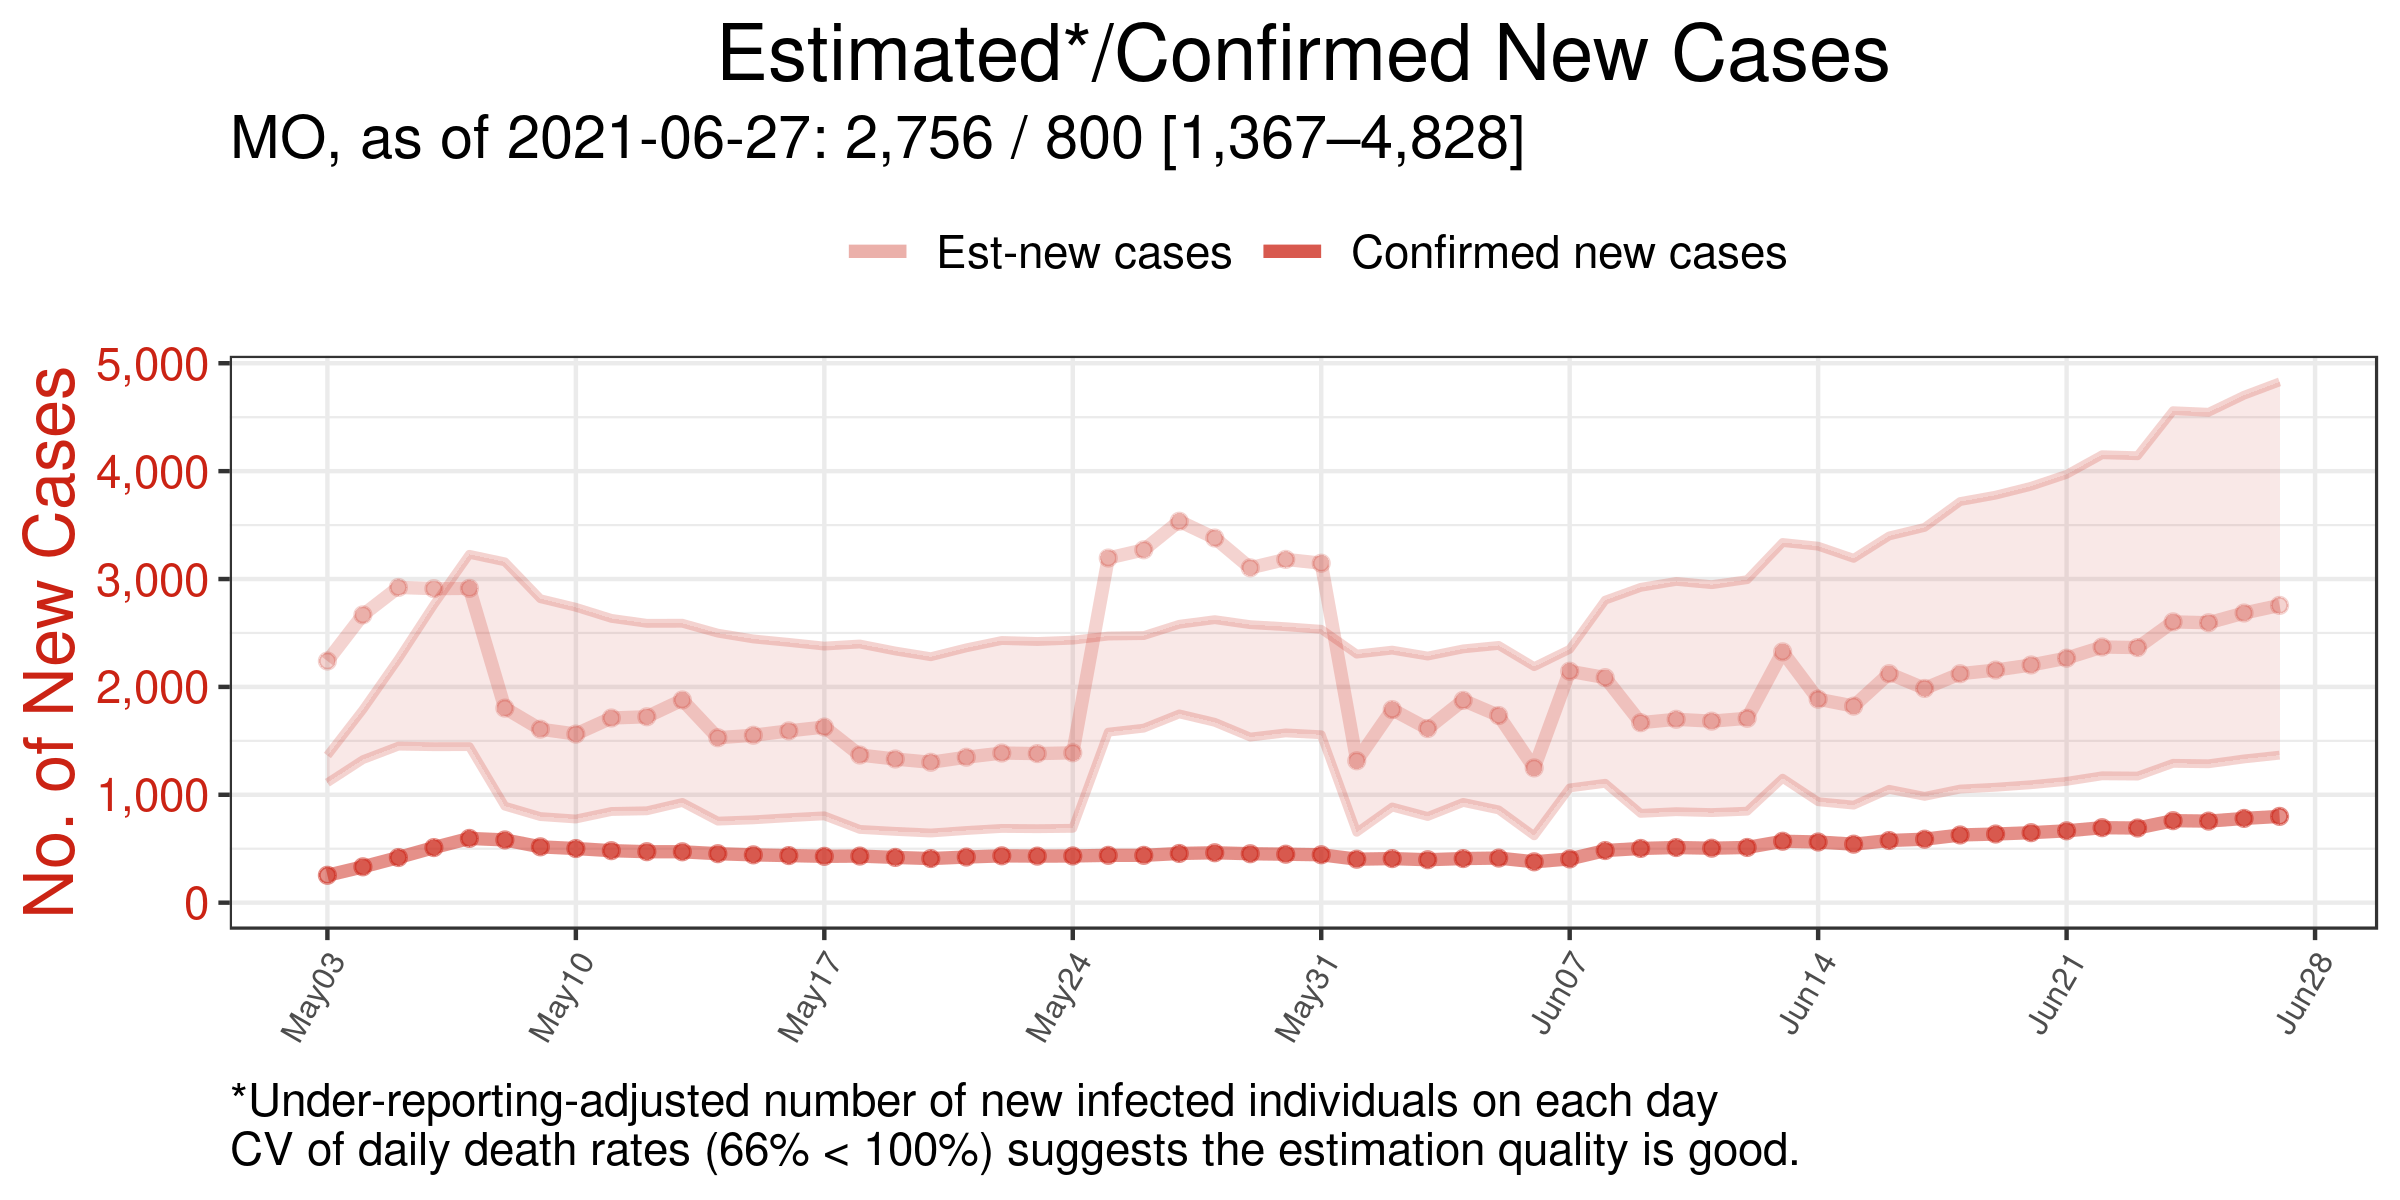 Estimated*/Confirmed New Cases
MO, as of 2021-06-27: 2,756 / 800 [1,367–4,828]
Est-new cases
Confirmed new cases
No. of New Cases
5,000
4,000
3,000
2,000
1,000
0
May03
May10
May17
May24
May31
Jun07
Jun14
Jun21
Jun28
*Under-reporting-adjusted number of new infected individuals on each day
CV of daily death rates (66% < 100%) suggests the estimation quality is good.